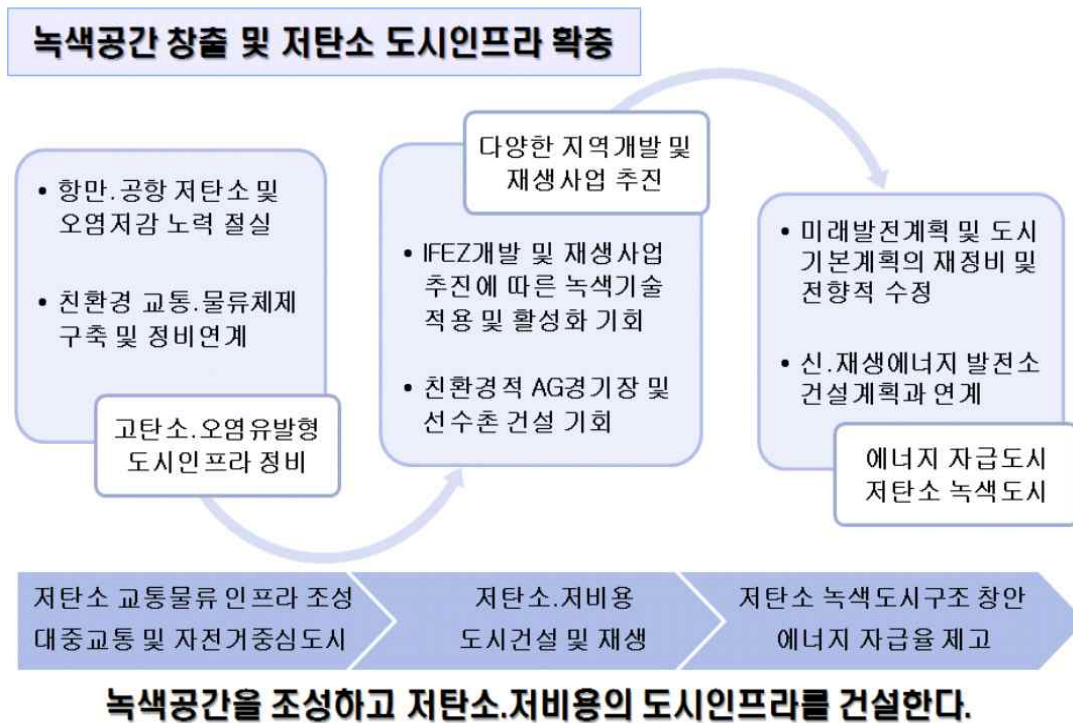 녹색공간 창출 및 저탄소 도시인프라 확충
• 항만.공항 저탄소 및
오염저감 노력 절실
• 친환경 교통.물류체제
구축 및 정비연계
고탄소.오염유발형
도시인프라 정비
다양한 지역개발 및
재생사업 추진
• IFEZ개발 및 재생사업
추진에 따른 녹색기술
적용 및 활성화 기회
• 친환경적 AG경기장 및
선수촌 건설 기회
• 미래발전계획 및 도시
기본계획의 재정비 및
전향적 수정
• 신.재생에너지 발전소
건설계획과 연계
에너지 자급도시
저탄소 녹색도시
저탄소 교통물류 인프라 조성
대중교통 및 자전거중심도시
저탄소.저비용
도시건설 및 재생
저탄소 녹색도시구조 창안
에너지 자급율 제고
녹색공간을 조성하고 저탄소.저비용의 도시인프라를 건설한다.